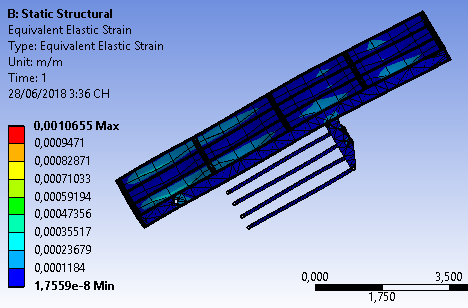 B: Static Structural
Equivalent Elastic Strain
Type: Equivalent Elastic Strain
Unit: m/m
Time: 1
28/06/2018 3:36 CH
0,0010655 Max
0,0009471
0,00082871
0,00071033
0,00059194
0,00047356
0,00035517
0,00023679
0,0001184
1,7559e-8 Min
0,000
3,500
1,750